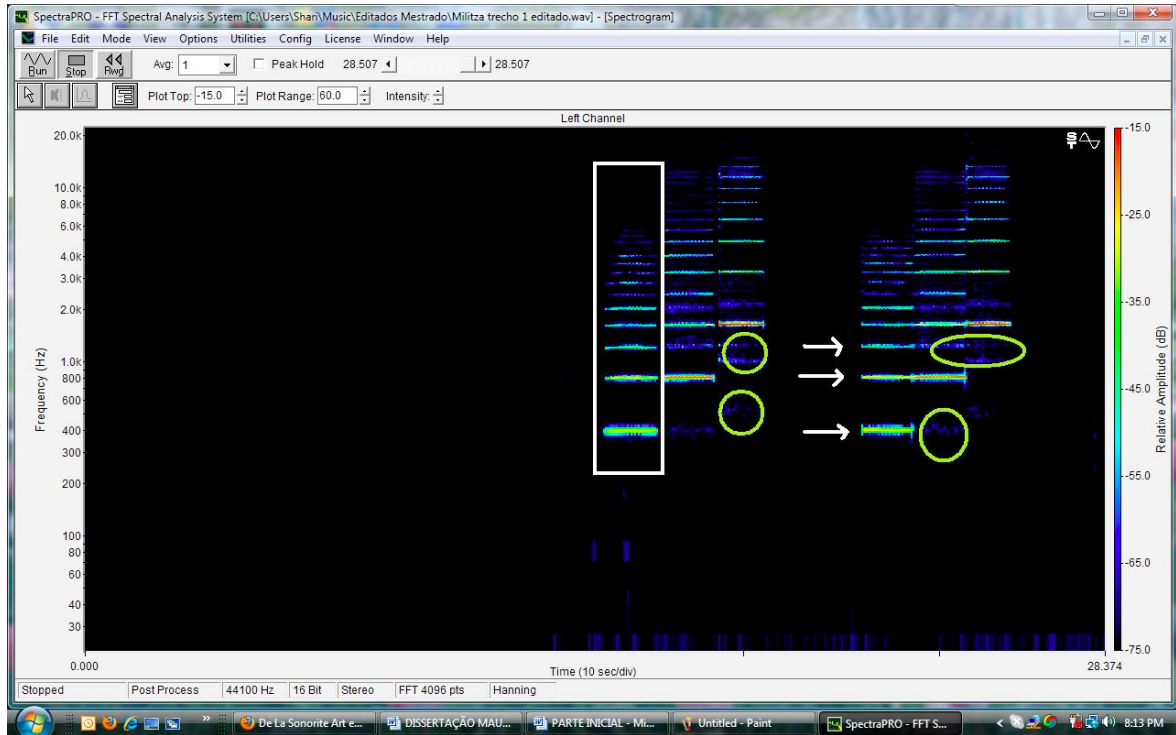 SpectraPRO - FFT Spectral Analysis System [C:\Users\Shari\Music\Editados Mestrado\Militza trecho 1 editado.wav] - [Spectrogram]
File Edit Mode View Options Utilities Config License Window Help
Run Stop Rwd Avg: 1 Peak Hold 28.507 28.507
Plot Top: -15.0 Plot Range: 60.0 Intensity:
Left Channel
20.0k
10.0k
8.0k
6.0k
4.0k
3.0k
2.0k
1.0k
800
600
400
300
200
100
80
60
40
30
Frequency (Hz)
-15.0
-25.0
-35.0
-45.0
-55.0
-65.0
-75.0
Relative Amplitude (dB)
0.000 Time (10 sec/div) 28.374
Stopped Post Process 44100 Hz 16 Bit Stereo FFT 4096 pts Hanning
De La Sonorite Art e... DISSERTAÇÃO MAU... PARTE INICIAL - Mi... Untitled - Paint SpectraPRO - FFT S... 8:13 PM